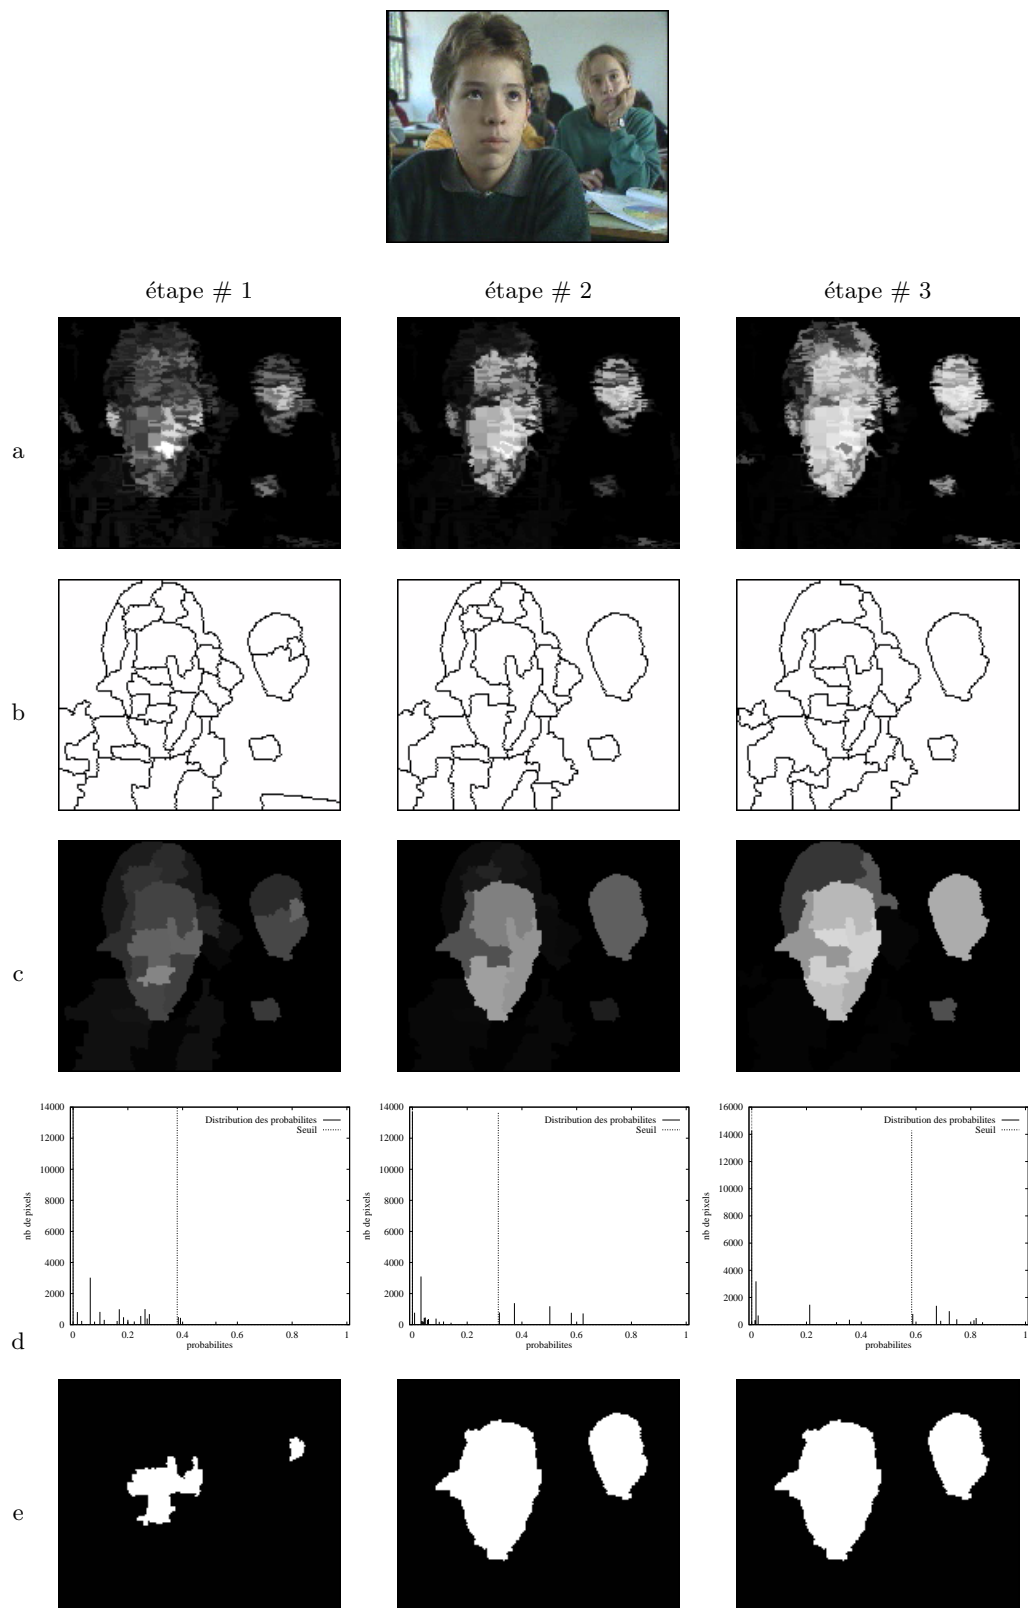 étape # 1
étape # 2
étape # 3
a
b
c
14000
12000
10000
8000
6000
4000
2000
0
nb de pixels
Distribution des probabilites
Seuil
0
0.2
0.4
0.6
0.8
1
probabilites
14000
12000
10000
8000
6000
4000
2000
0
nb de pixels
Distribution des probabilites
Seuil
0
0.2
0.4
0.6
0.8
1
probabilites
16000
14000
12000
10000
8000
6000
4000
2000
0
nb de pixels
Distribution des probabilites
Seuil
0
0.2
0.4
0.6
0.8
1
probabilites
d
e